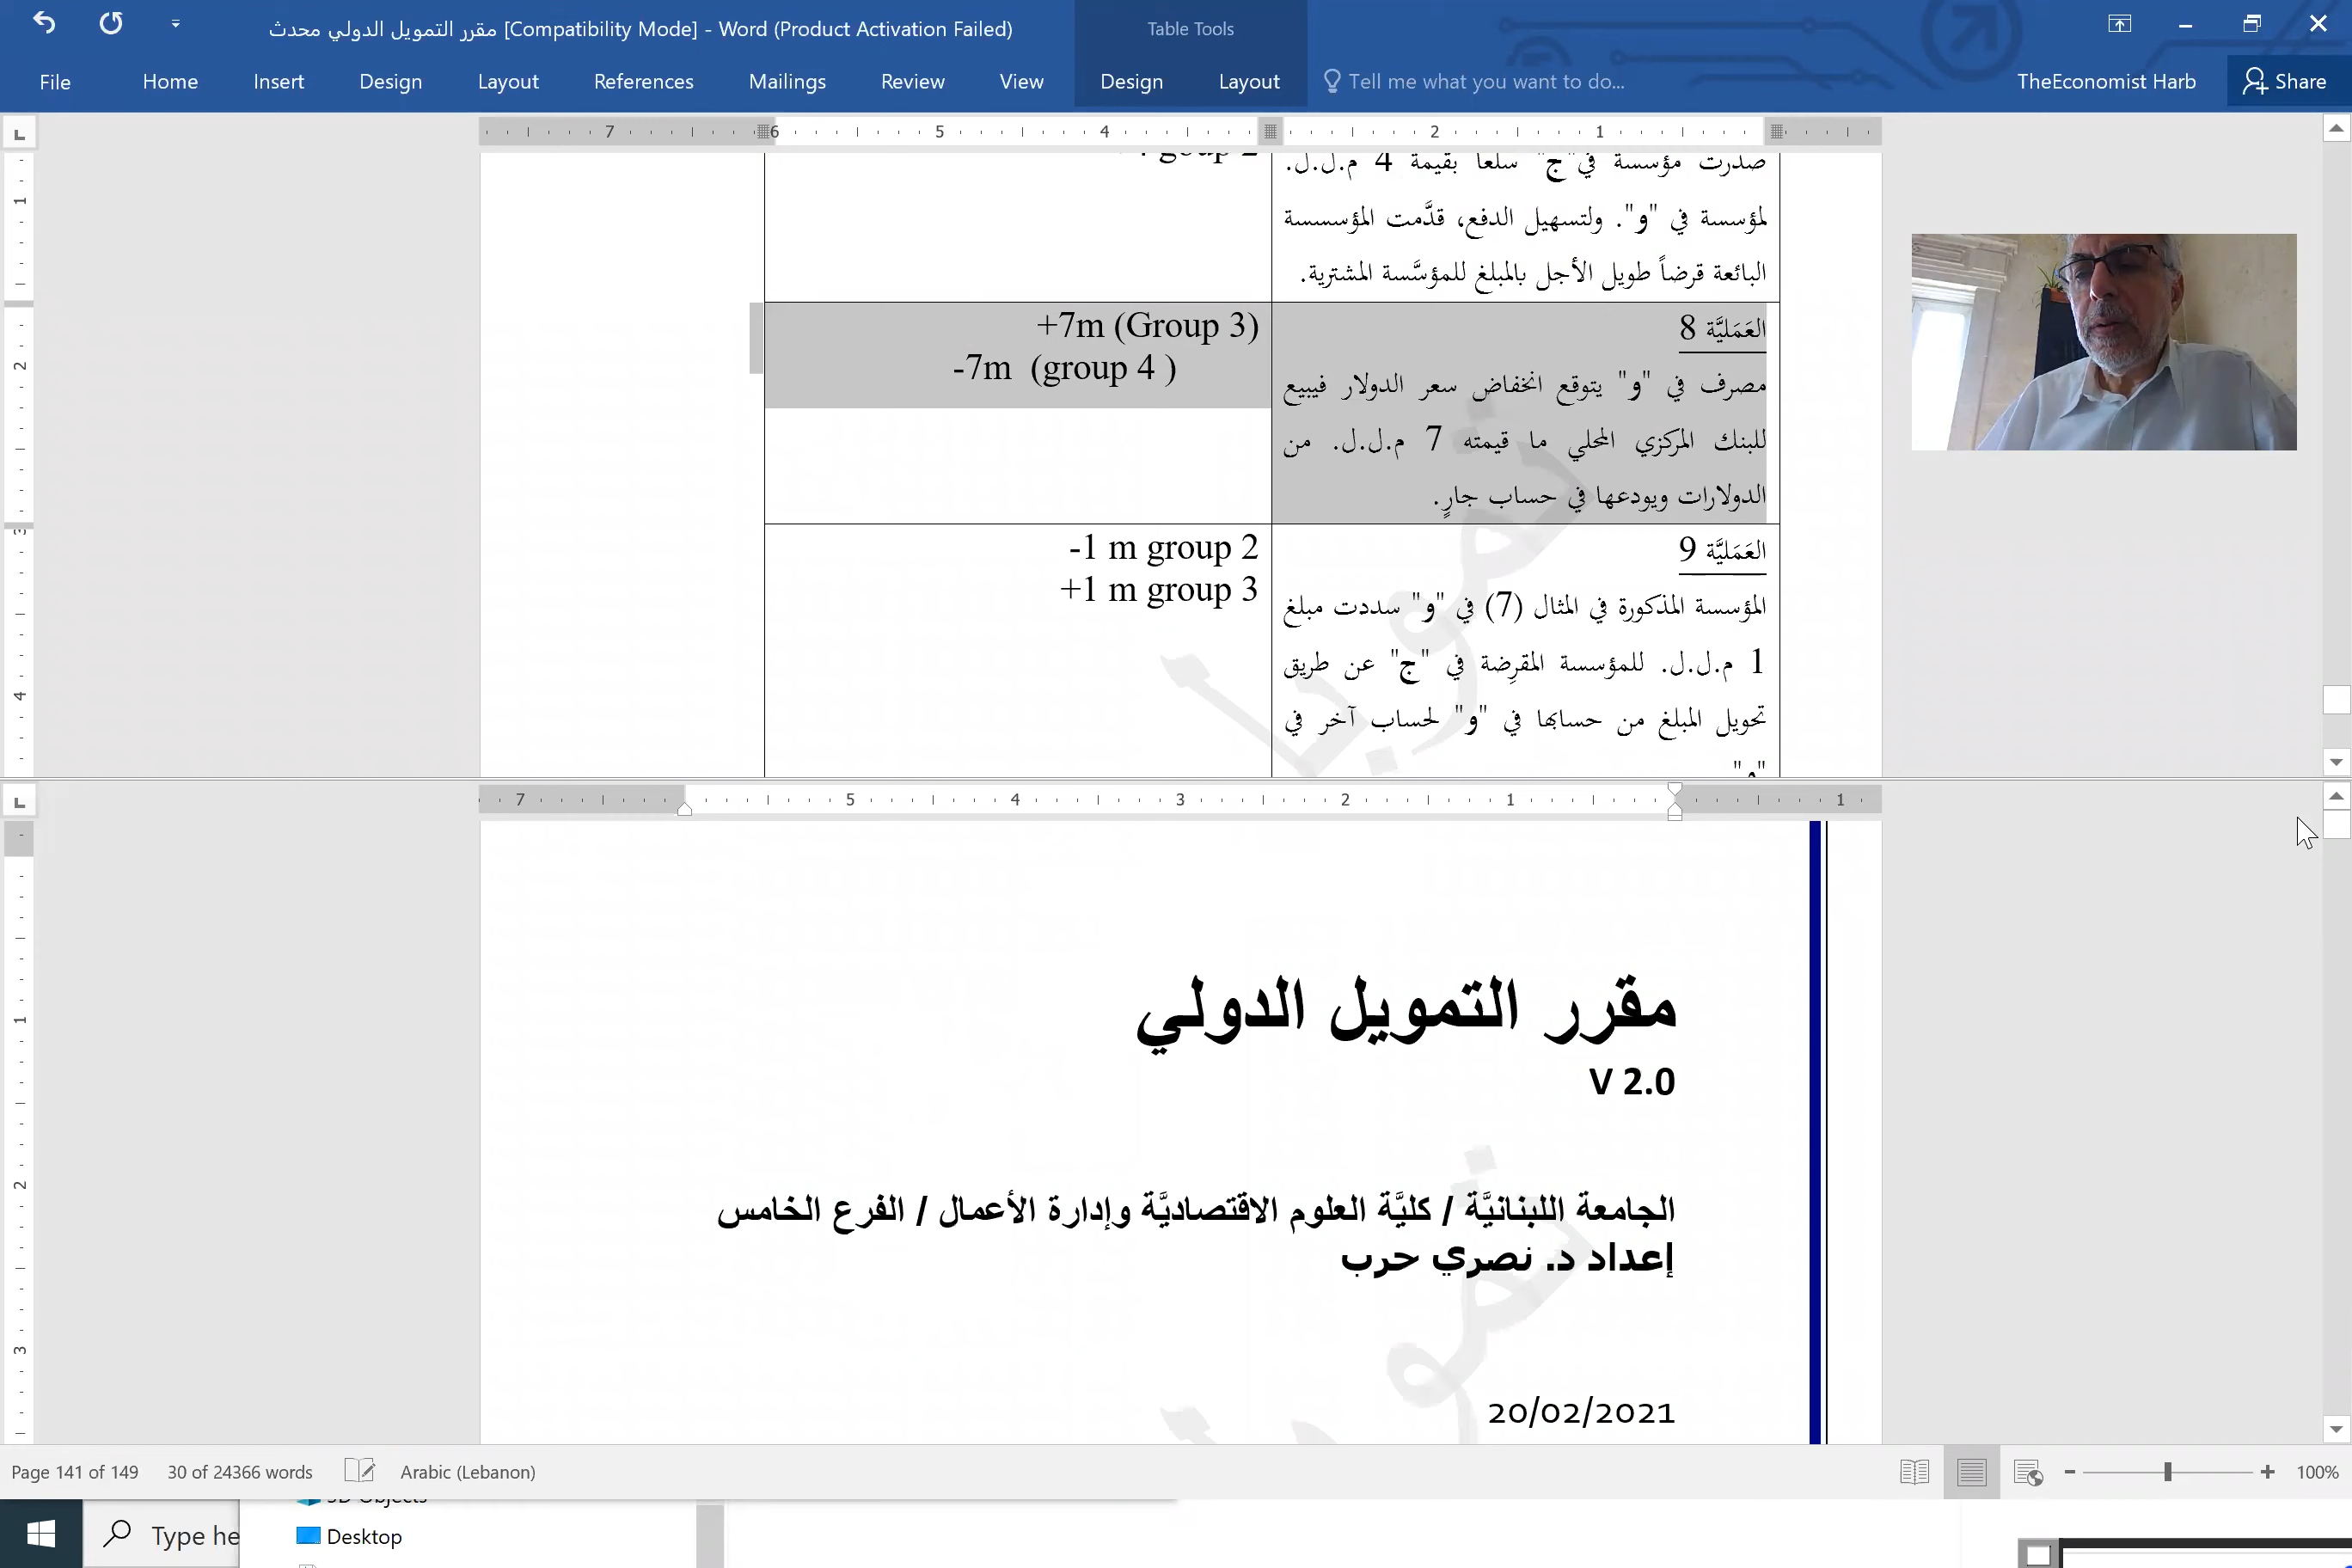 مقرر التمويل الدولي محدث [Compatibility Mode] - Word (Product Activation Failed)
Table Tools
File
Home
Insert
Design
Layout
References
Mailings
Review
View
Design
Layout
Tell me what you want to do...
TheEconomist Harb
Share
صدرت مؤسسة في"ج" سلعاً بقيمة 4 م.ل.ل.
لمؤسسة في "و". ولتسهيل الدفع، قدَّمت المؤسسسة
البائعة قرضاً طويل الأجل بالمبلغ للمؤسَّسة المشترية.
العَمَليَّة 8
مصرف في "و" يتوقع انخفاض سعر الدولار فيبيع
للبنك المركزي المحلي ما قيمته 7 م.ل.ل. من
الدولارات ويودعها في حساب جارٍ.
+7m (Group 3)
-7m (group 4 )
العَمَليَّة 9
المؤسسة المذكورة في المثال (7) في "و" سددت مبلغ
1 م.ل.ل. للمؤسسة المقرِضة في "ج" عن طريق
تحويل المبلغ من حسابها في "و" لحساب آخر في
"و"
-1 m group 2
+1 m group 3
مقرر التمويل الدولي
V 2.0
الجامعة اللبنانيَّة / كليَّة العلوم الاقتصاديَّة وإدارة الأعمال / الفرع الخامس
إعداد د. نصري حرب
20/02/2021
Page 141 of 149
30 of 24366 words
Arabic (Lebanon)
100%
Type he
3D Objects
Desktop